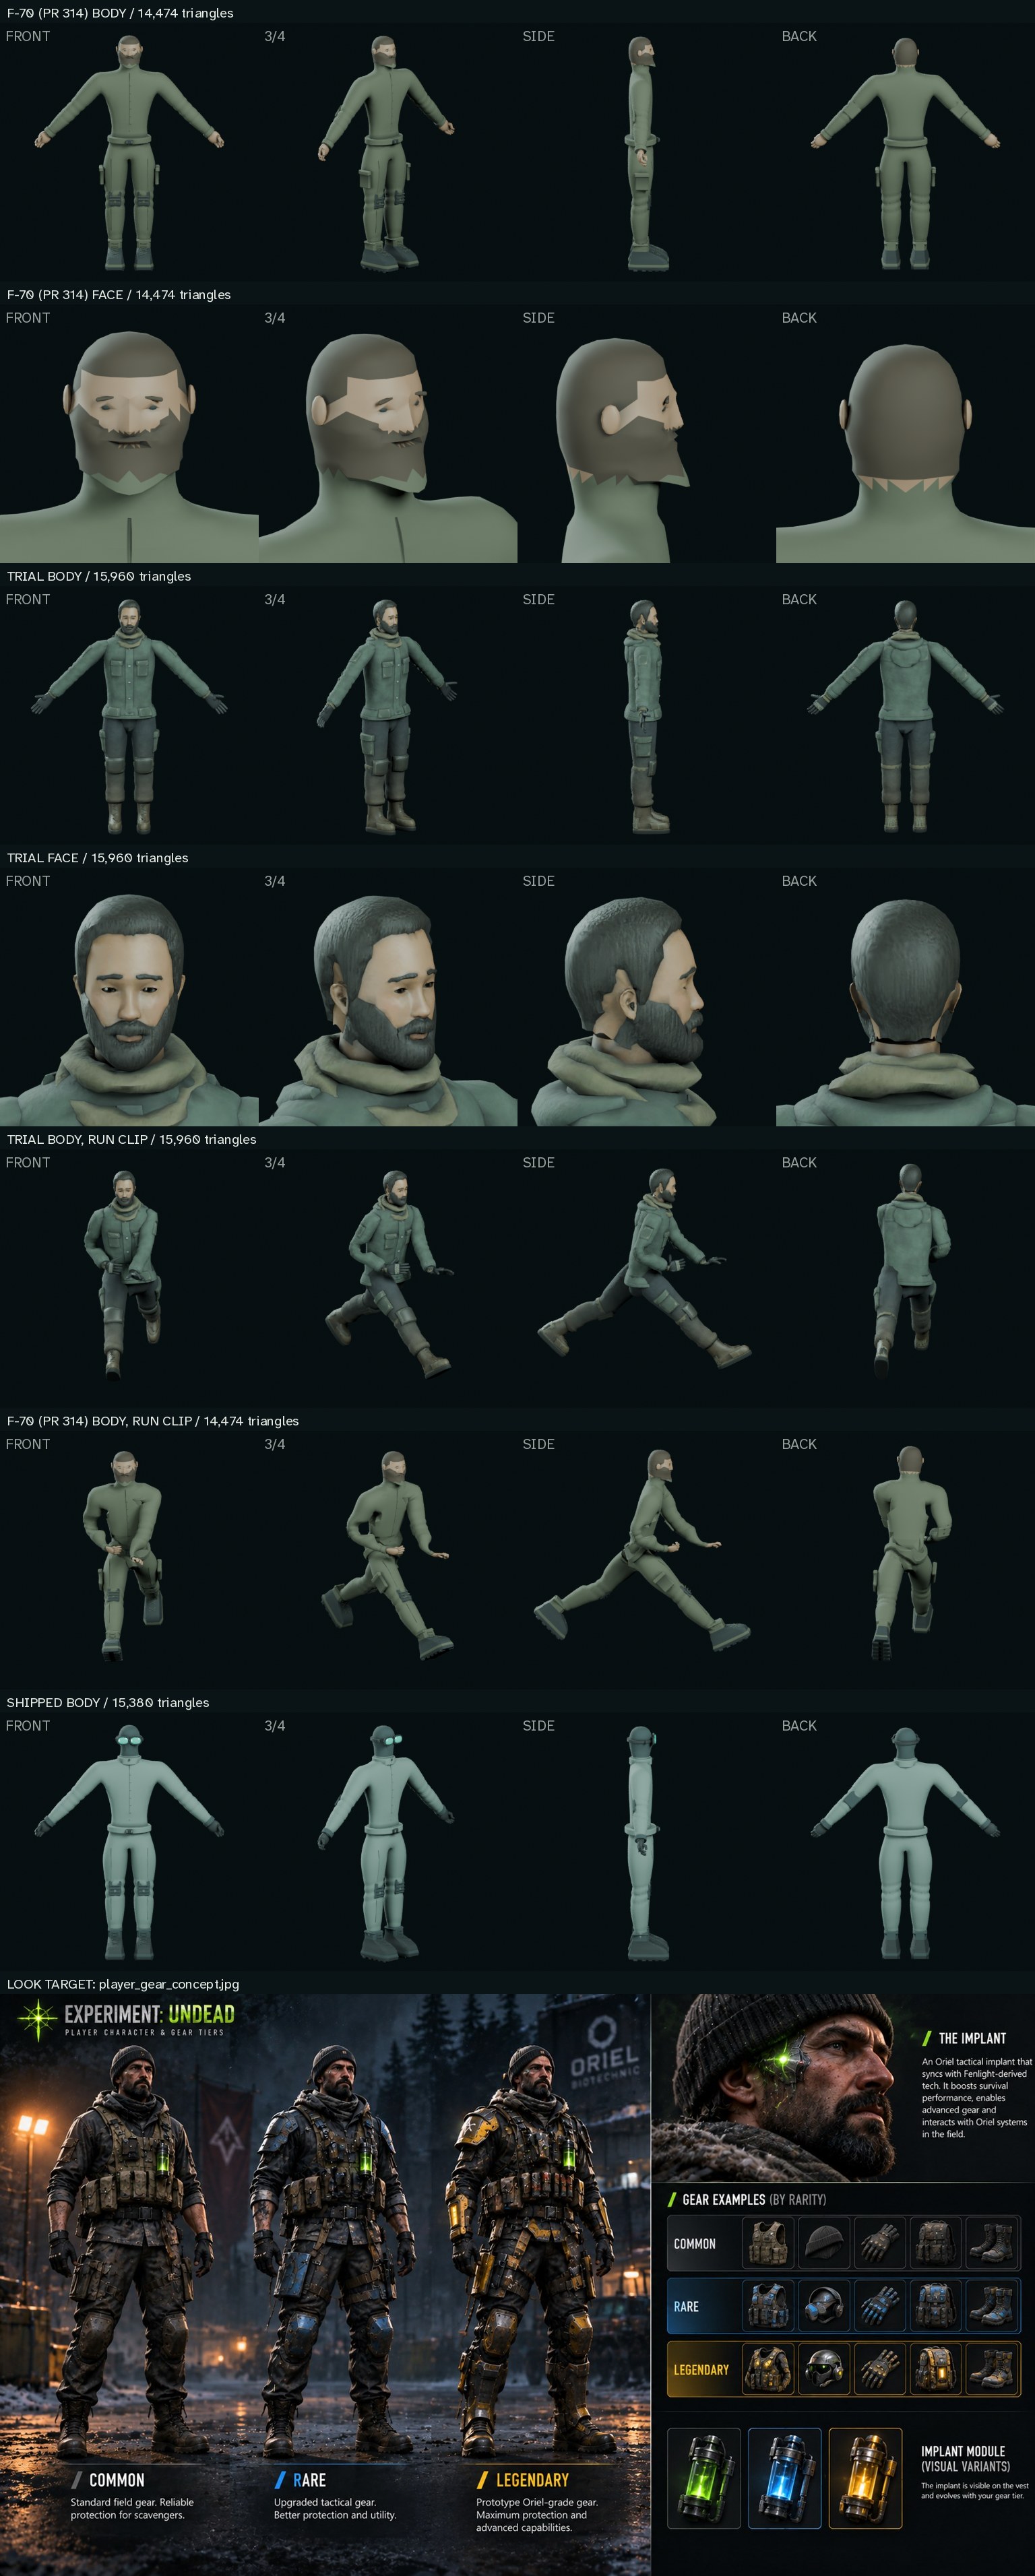 F-70 (PR 314) BODY / 14,474 triangles
FRONT
3/4
SIDE
BACK
F-70 (PR 314) FACE / 14,474 triangles
FRONT
3/4
SIDE
BACK
TRIAL BODY / 15,960 triangles
FRONT
3/4
SIDE
BACK
TRIAL FACE / 15,960 triangles
FRONT
3/4
SIDE
BACK
TRIAL BODY, RUN CLIP / 15,960 triangles
FRONT
3/4
SIDE
BACK
F-70 (PR 314) BODY, RUN CLIP / 14,474 triangles
FRONT
3/4
SIDE
BACK
SHIPPED BODY / 15,380 triangles
FRONT
3/4
SIDE
BACK
LOOK TARGET: player_gear_concept.jpg
EXPERIMENT: UNDEAD
PLAYER CHARACTER & GEAR TIERS
ORIEL
THE IMPLANT
An Oriel tactical implant that
syncs with Fenlight-derived
tech. It boosts survival
performance, enables
advanced gear and
interacts with Oriel systems
in the field.
GEAR EXAMPLES (BY RARITY)
COMMON
RARE
LEGENDARY
COMMON
Standard field gear. Reliable
protection for scavengers.
RARE
Upgraded tactical gear.
Better protection and utility.
LEGENDARY
Prototype Oriel-grade gear.
Maximum protection and
advanced capabilities.
IMPLANT MODULE
(VISUAL VARIANTS)
The implant is visible on the vest
and evolves with your gear tier.